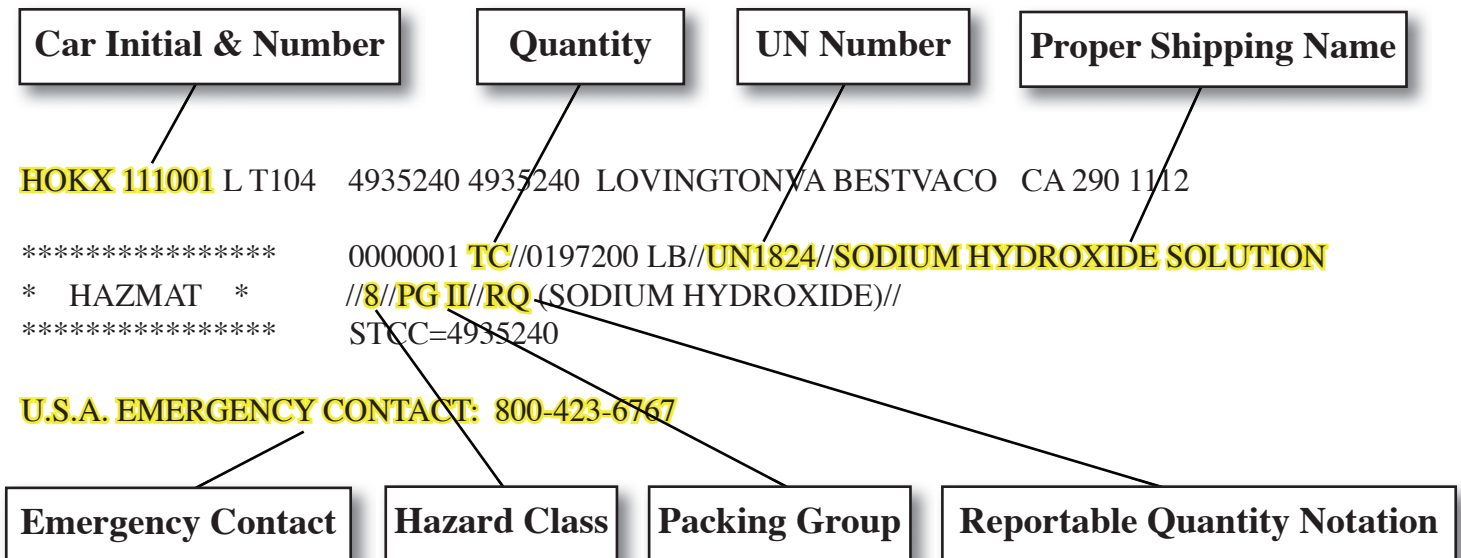 Car Initial & Number Quantity UN Number Proper Shipping Name
HOKX 111001 L T104 4935240 4935240 LOVINGTONVA BESTVACO CA 290 1112
**************** 0000001 TC//0197200 LB//UN1824//SODIUM HYDROXIDE SOLUTION
* HAZMAT * //8//PG II//RQ (SODIUM HYDROXIDE)//
**************** STCC=4935240
U.S.A. EMERGENCY CONTACT: 800-423-6767
Emergency Contact Hazard Class Packing Group Reportable Quantity Notation